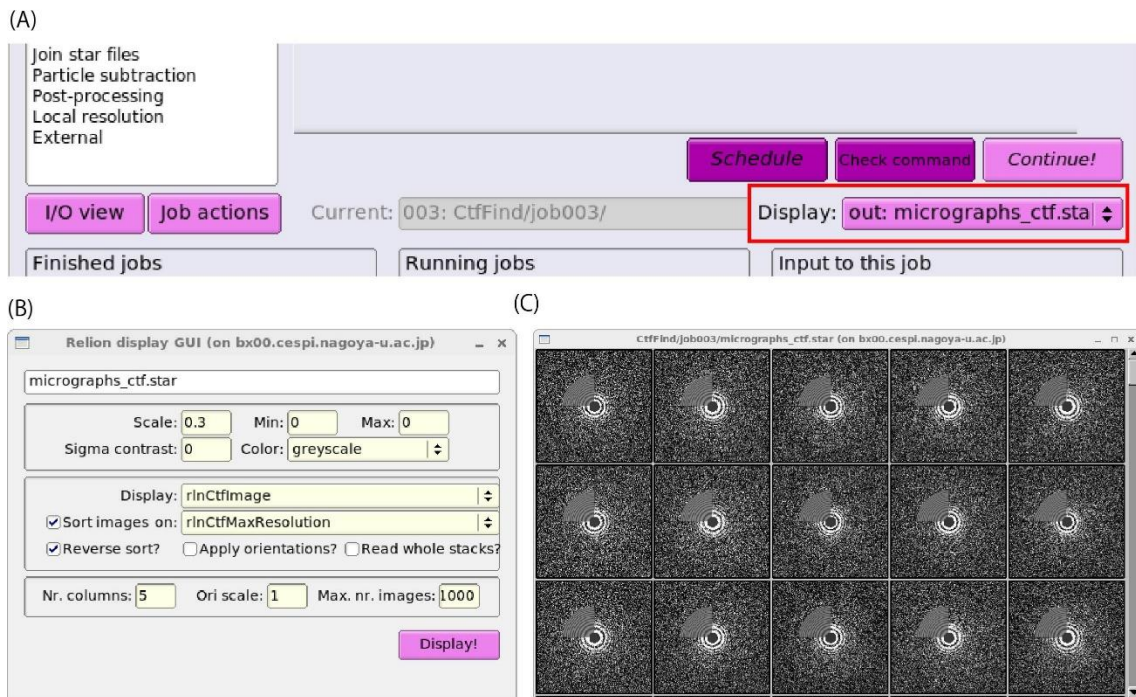 (A)
Join star files
Particle subtraction
Post-processing
Local resolution
External
Schedule
Check command
Continue!
I/O view
Job actions
Current: 003: CtfFind/job003/
Display: out: micrographs_ctf.sta
Finished jobs
Running jobs
Input to this job
(B)
Relion display GUI (on bx00.cespi.nagoya-u.ac.jp)
micrographs_ctf.star
Scale: 0.3 Min: 0 Max: 0
Sigma contrast: 0 Color: greyscale
Display: rlnCtfImage
Sort images on: rlnCtfMaxResolution
Reverse sort? Apply orientations? Read whole stacks?
Nr. columns: 5 Ori scale: 1 Max. nr. images: 1000
Display!
(C)
CtfFind/job003/micrographs_ctf.star (on bx00.cespi.nagoya-u.ac.jp)